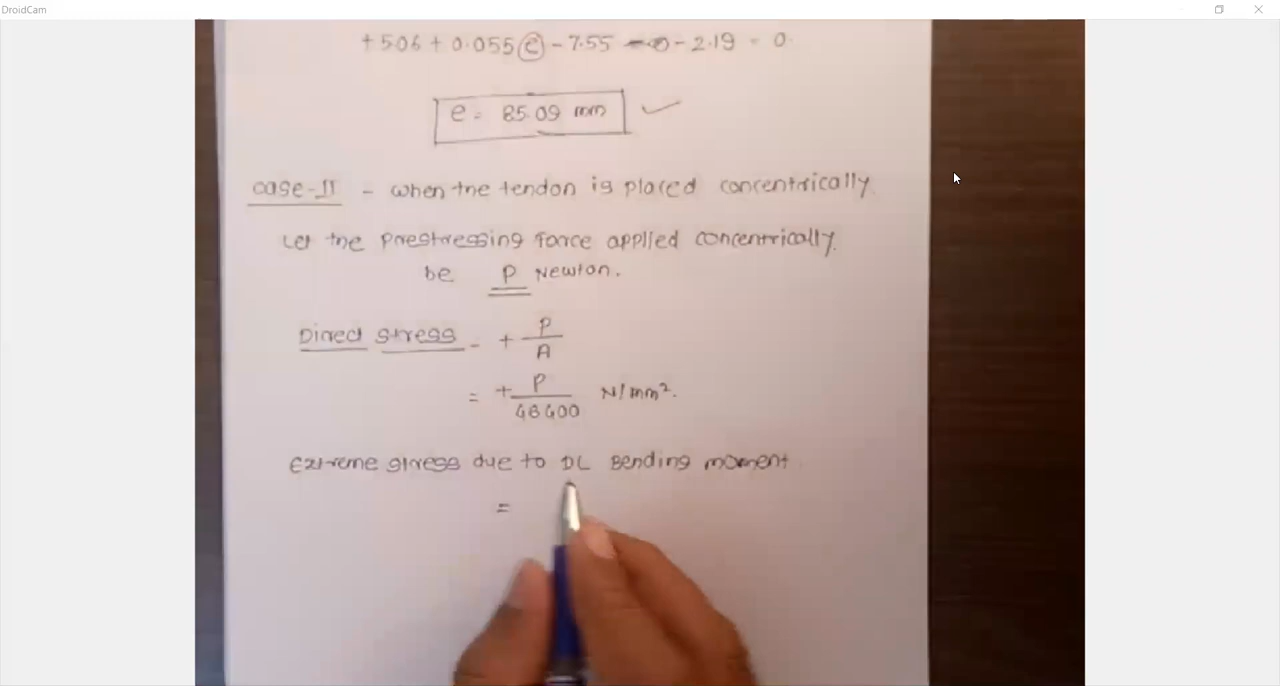 DroidCam
+ 5.06 + 0.055 e - 7.55 - 2.19 = 0.
e = 85.09 mm
case-II - when the tendon is placed concentrically
Let the prestressing force applied concentrically
be P Newton.
Direct stress = + P/A
= + P/48400 N/mm².
Extreme stress due to DL Bending moment
=